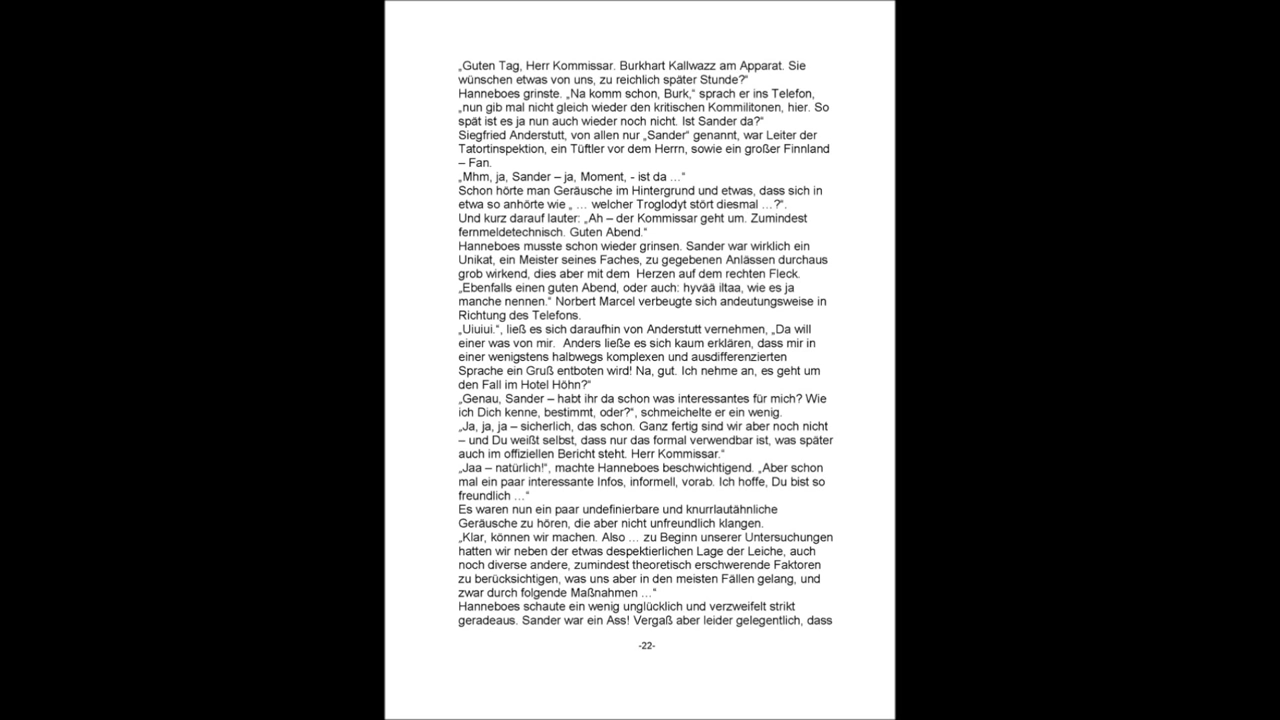 „Guten Tag, Herr Kommissar. Burkhart Kallwazz am Apparat. Sie
wünschen etwas von uns, zu reichlich später Stunde?“
Hanneboes grinste. „Na komm schon, Burk,“ sprach er ins Telefon,
„nun gib mal nicht gleich wieder den kritischen Kommilitonen, hier. So
spät ist es ja nun auch wieder noch nicht. Ist Sander da?“
Siegfried Anderstutt, von allen nur „Sander“ genannt, war Leiter der
Tatortinspektion, ein Tüftler vor dem Herrn, sowie ein großer Finnland
– Fan.
„Mhm, ja, Sander – ja, Moment, - ist da …“
Schon hörte man Geräusche im Hintergrund und etwas, dass sich in
etwa so anhörte wie „ … welcher Troglodyt stört diesmal …?“.
Und kurz darauf lauter: „Ah – der Kommissar geht um. Zumindest
fernmeldetechnisch. Guten Abend.“
Hanneboes musste schon wieder grinsen. Sander war wirklich ein
Unikat, ein Meister seines Faches, zu gegebenen Anlässen durchaus
grob wirkend, dies aber mit dem  Herzen auf dem rechten Fleck.
„Ebenfalls einen guten Abend, oder auch: hyvää iltaa, wie es ja
manche nennen.“ Norbert Marcel verbeugte sich andeutungsweise in
Richtung des Telefons.
„Uiuiui.“, ließ es sich daraufhin von Anderstutt vernehmen, „Da will
einer was von mir.  Anders ließe es sich kaum erklären, dass mir in
einer wenigstens halbwegs komplexen und ausdifferenzierten
Sprache ein Gruß entboten wird! Na, gut. Ich nehme an, es geht um
den Fall im Hotel Höhn?“
„Genau, Sander – habt ihr da schon was interessantes für mich? Wie
ich Dich kenne, bestimmt, oder?“, schmeichelte er ein wenig.
„Ja, ja, ja – sicherlich, das schon. Ganz fertig sind wir aber noch nicht
– und Du weißt selbst, dass nur das formal verwendbar ist, was später
auch im offiziellen Bericht steht. Herr Kommissar.“
„Jaa – natürlich!“, machte Hanneboes beschwichtigend. „Aber schon
mal ein paar interessante Infos, informell, vorab. Ich hoffe, Du bist so
freundlich …“
Es waren nun ein paar undefinierbare und knurrlautähnliche
Geräusche zu hören, die aber nicht unfreundlich klangen.
„Klar, können wir machen. Also … zu Beginn unserer Untersuchungen
hatten wir neben der etwas despektierlichen Lage der Leiche, auch
noch diverse andere, zumindest theoretisch erschwerende Faktoren
zu berücksichtigen, was uns aber in den meisten Fällen gelang, und
zwar durch folgende Maßnahmen …“
Hanneboes schaute ein wenig unglücklich und verzweifelt strikt
geradeaus. Sander war ein Ass! Vergaß aber leider gelegentlich, dass
-22-